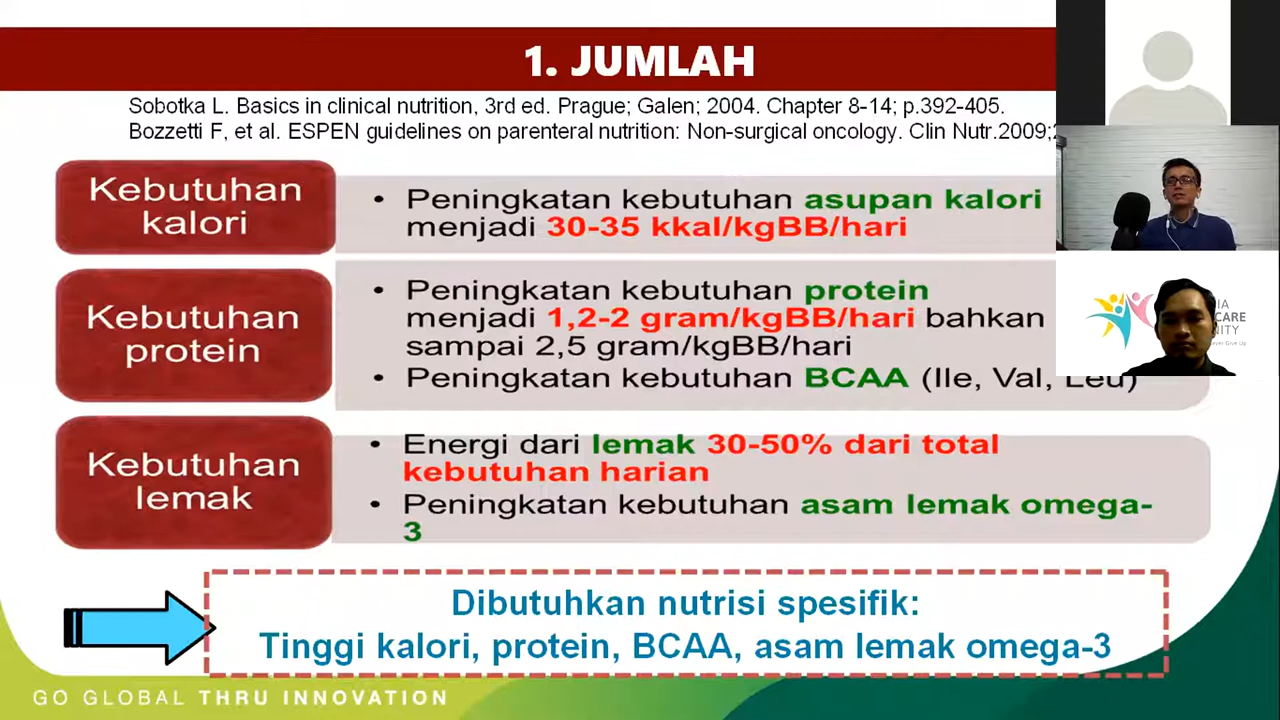 1. JUMLAH
Sobotka L. Basics in clinical nutrition, 3rd ed. Prague; Galen; 2004. Chapter 8-14; p.392-405.
Bozzetti F, et al. ESPEN guidelines on parenteral nutrition: Non-surgical oncology. Clin Nutr.2009;
Kebutuhan
kalori
• Peningkatan kebutuhan asupan kalori
menjadi 30-35 kkal/kgBB/hari
Kebutuhan
protein
• Peningkatan kebutuhan protein
menjadi 1,2-2 gram/kgBB/hari bahkan
sampai 2,5 gram/kgBB/hari
• Peningkatan kebutuhan BCAA (Ile, Val, Leu)
Kebutuhan
lemak
• Energi dari lemak 30-50% dari total
kebutuhan harian
• Peningkatan kebutuhan asam lemak omega-
3
Dibutuhkan nutrisi spesifik:
Tinggi kalori, protein, BCAA, asam lemak omega-3
GO GLOBAL THRU INNOVATION